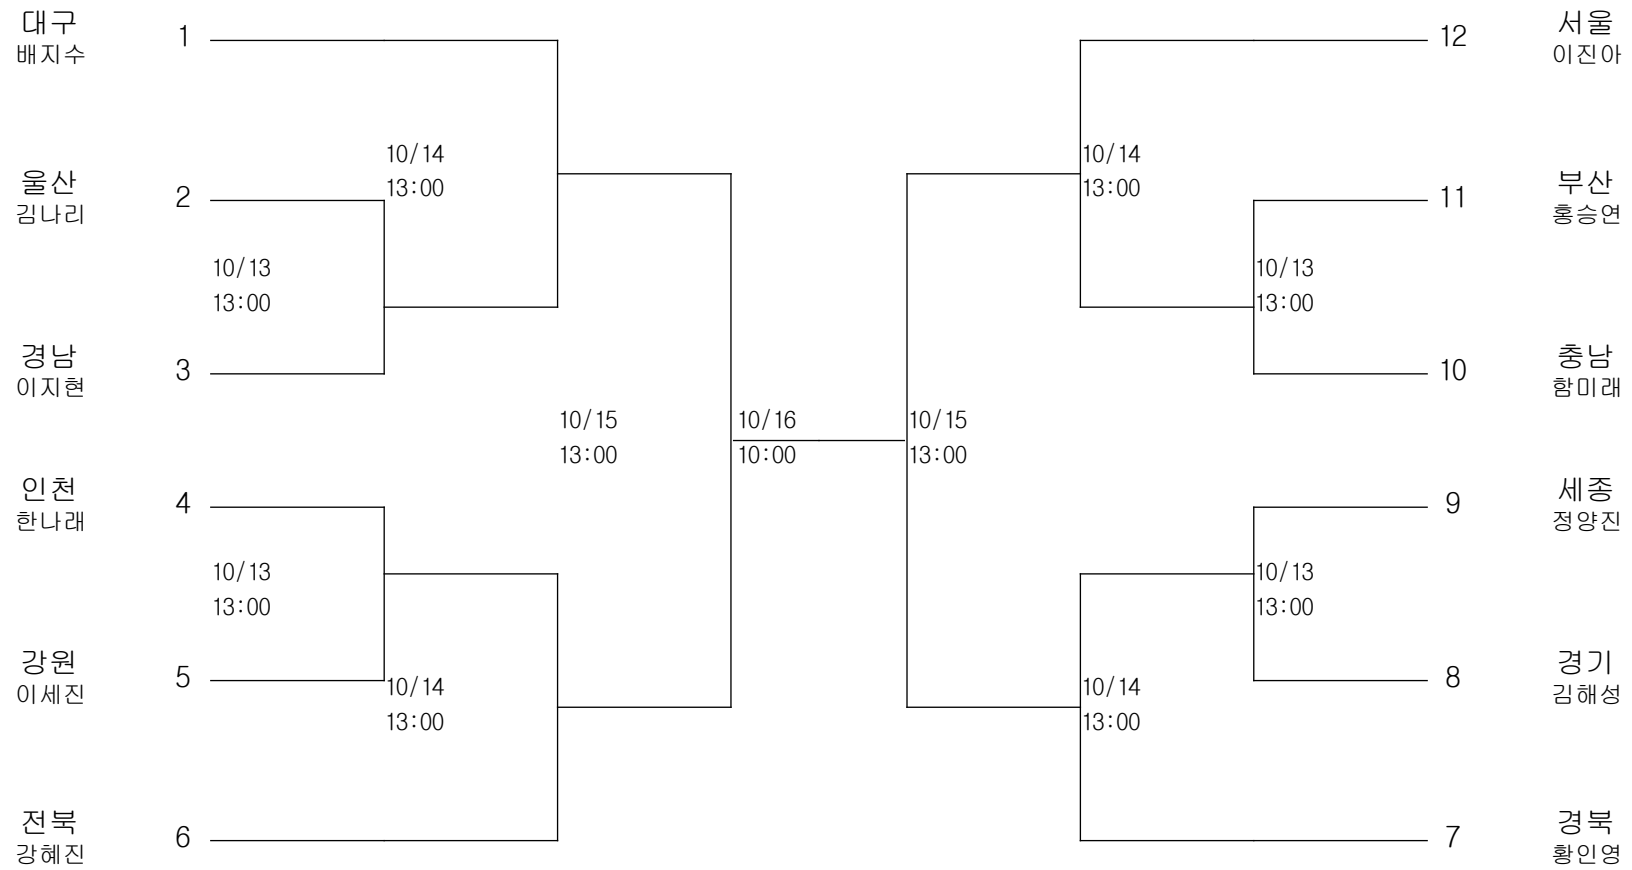 대구
배지수
1
12
서울
이진아
10/14
13:00
10/14
13:00
울산
김나리
2
11
부산
홍승연
10/13
13:00
10/13
13:00
경남
이지현
3
10
충남
함미래
10/15
13:00
10/16
10:00
10/15
13:00
인천
한나래
4
9
세종
정양진
10/13
13:00
10/13
13:00
강원
이세진
5
8
경기
김해성
10/14
13:00
10/14
13:00
전북
강혜진
6
7
경북
황인영